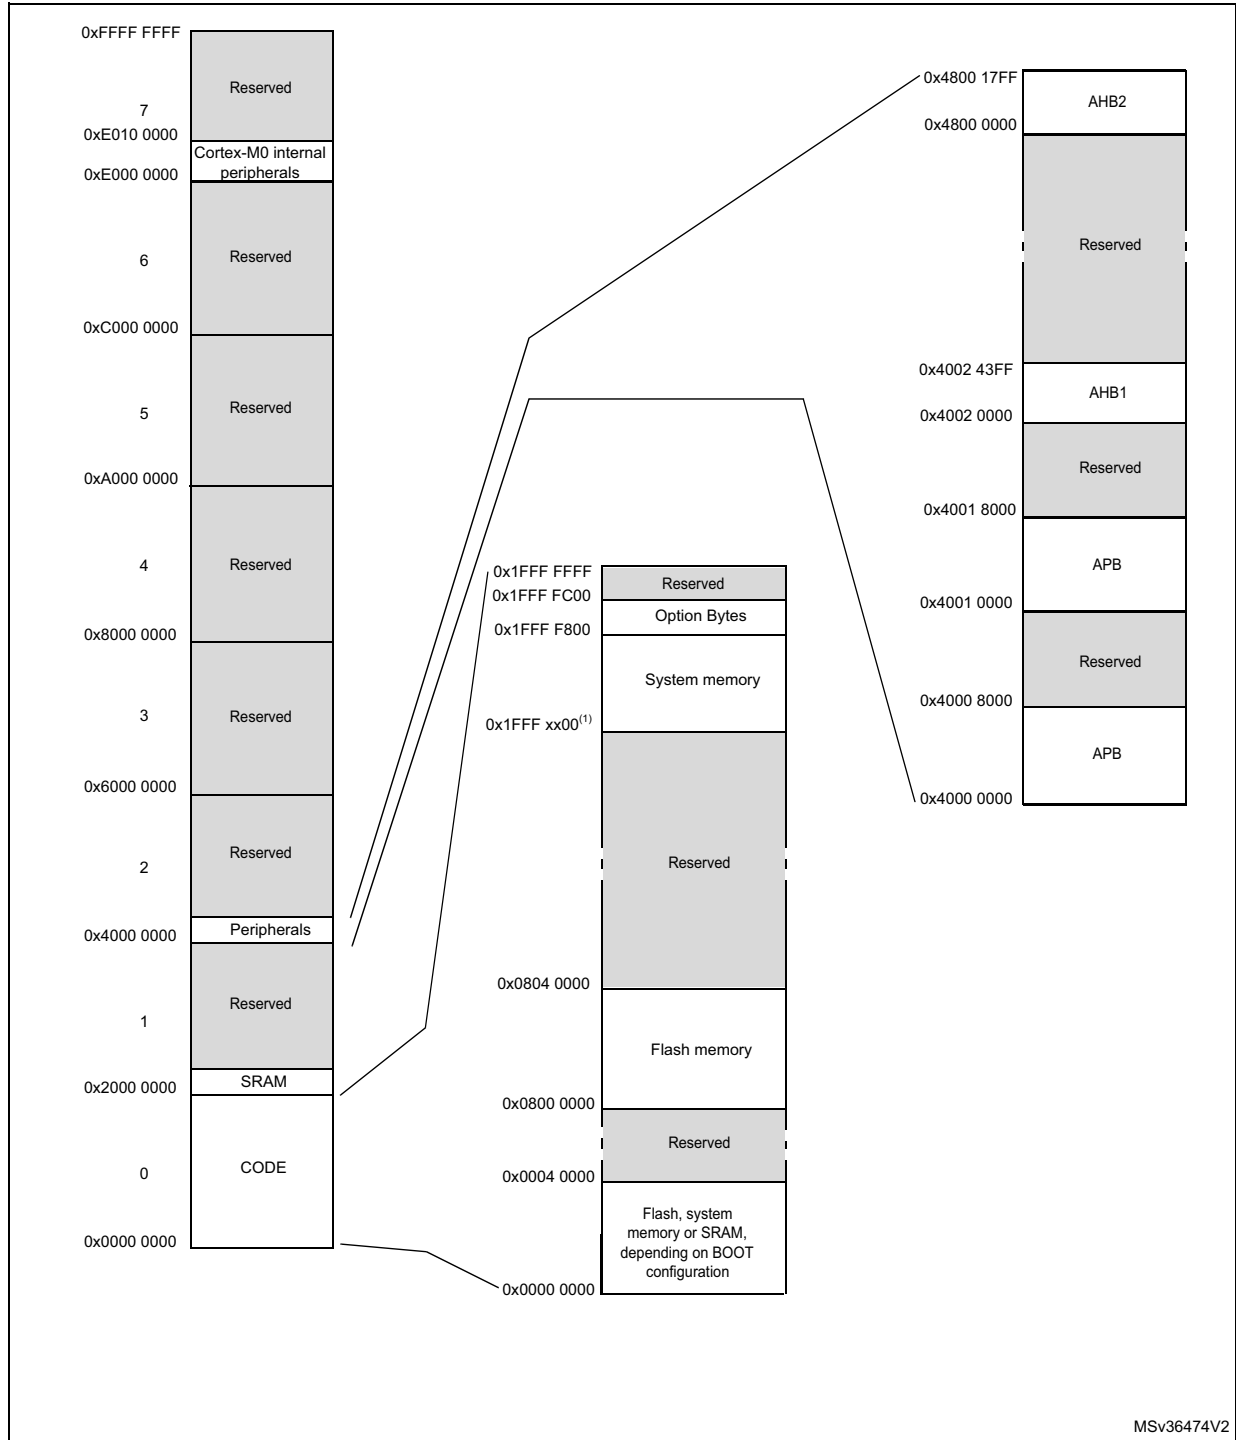 0xFFFF FFFF
Reserved
7
0xE010 0000
Cortex-M0 internal
peripherals
0xE000 0000
Reserved
6
0xC000 0000
Reserved
5
0xA000 0000
Reserved
4
0x8000 0000
Reserved
3
0x6000 0000
Reserved
2
Peripherals
0x4000 0000
Reserved
1
SRAM
0x2000 0000
CODE
0
0x0000 0000
0x1FFF FFFF
Reserved
0x1FFF FC00
Option Bytes
0x1FFF F800
System memory
0x1FFF xx00(1)
Reserved
0x0804 0000
Flash memory
0x0800 0000
Reserved
0x0004 0000
Flash, system
memory or SRAM,
depending on BOOT
configuration
0x0000 0000
0x4800 17FF
AHB2
0x4800 0000
Reserved
0x4002 43FF
AHB1
0x4002 0000
Reserved
0x4001 8000
APB
0x4001 0000
Reserved
0x4000 8000
APB
0x4000 0000
MSv36474V2